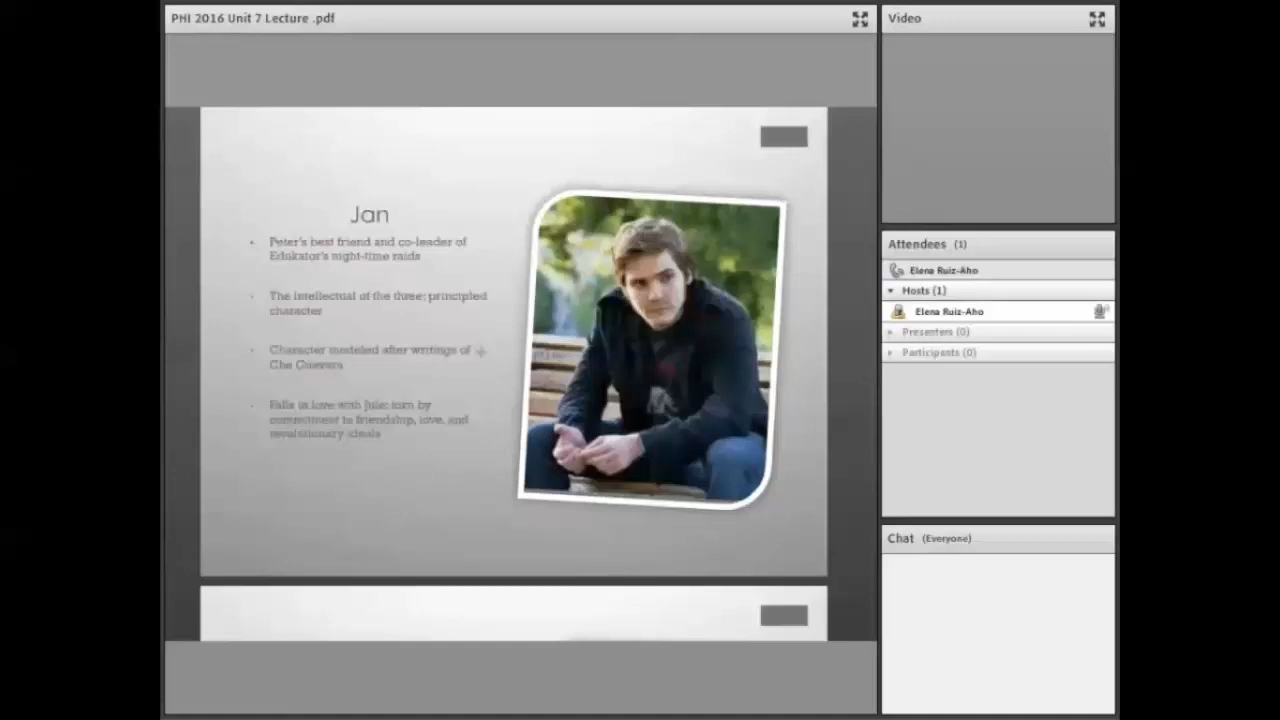 PHI 2016 Unit 7 Lecture .pdf
Jan
• Peter's best friend and co-leader of
Edukator's night-time raids
• The intellectual of the three; principled
character
• Character modeled after writings of
Che Guevara
• Falls in love with Jule; torn by
commitment to friendship, love, and
revolutionary ideals
Video
Attendees (1)
Elena Ruiz-Aho
Hosts (1)
Elena Ruiz-Aho
Presenters (0)
Participants (0)
Chat (Everyone)